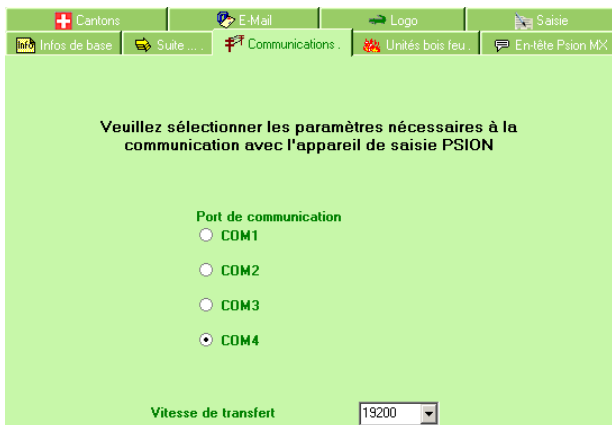 Cantons E-Mail Logo Saisie
Info Infos de base Suite ... . Communications . Unités bois feu . En-tête Psion MX
Veuillez sélectionner les paramètres nécessaires à la
communication avec l'appareil de saisie PSION
Port de communication
COM1
COM2
COM3
COM4
Vitesse de transfert 19200